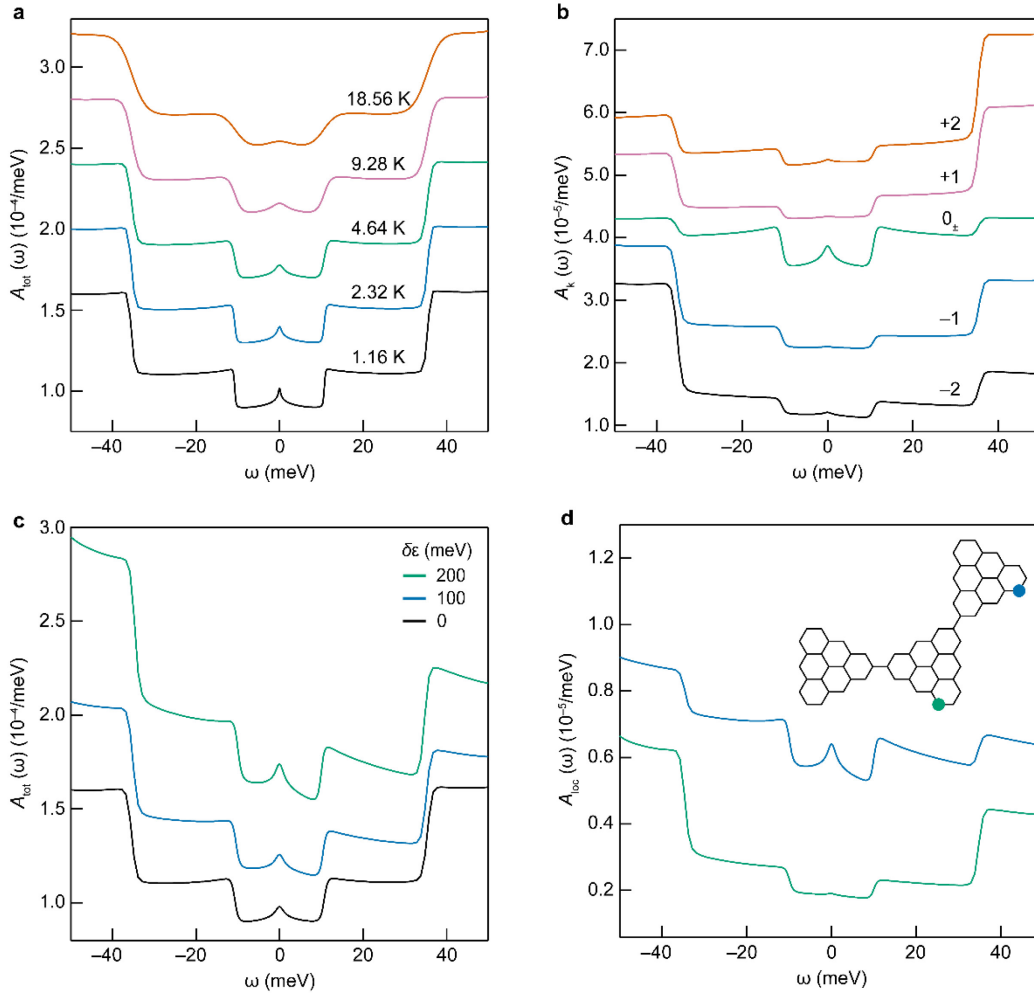 a
3.0
2.5
2.0
1.5
1.0
A_tot (ω) (10⁻⁴/meV)
18.56 K
9.28 K
4.64 K
2.32 K
1.16 K
−40 −20 0 20 40
ω (meV)
b
7.0
6.0
5.0
4.0
3.0
2.0
1.0
A_k (ω) (10⁻⁵/meV)
+2
+1
0_±
−1
−2
−40 −20 0 20 40
ω (meV)
c
3.0
2.5
2.0
1.5
1.0
A_tot (ω) (10⁻⁴/meV)
δε (meV)
200
100
0
−40 −20 0 20 40
ω (meV)
d
1.2
1.0
0.8
0.6
0.4
0.2
A_loc (ω) (10⁻⁵/meV)
−40 −20 0 20 40
ω (meV)